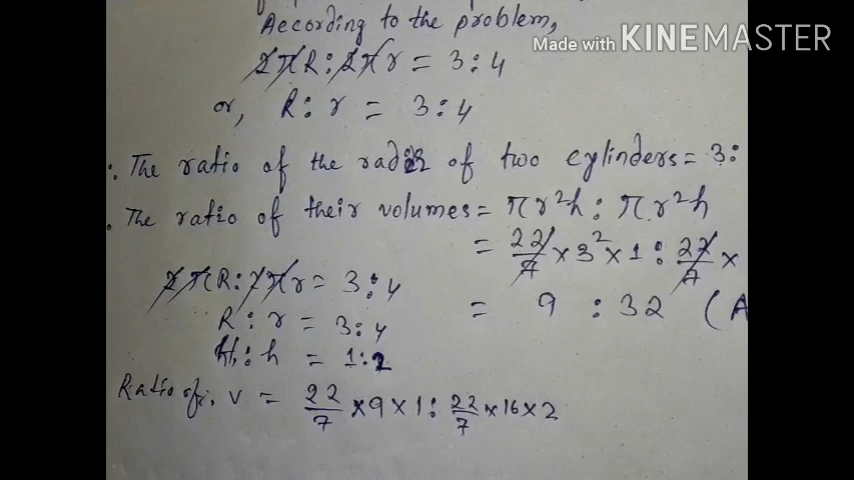 According to the problem,
Made with KINEMASTER
2πR : 2πr = 3 : 4
or, R : r = 3 : 4
∴ The ratio of the radii of two cylinders = 3 :
∴ The ratio of their volumes = πr²h : πr²h
= 22/7 × 3² × 1 : 22/7 ×
= 9 : 32 (A
2πR : 2πr = 3 : 4
R : r = 3 : 4
H : h = 1 : 2
Ratio of, v = 22/7 × 9 × 1 : 22/7 × 16 × 2